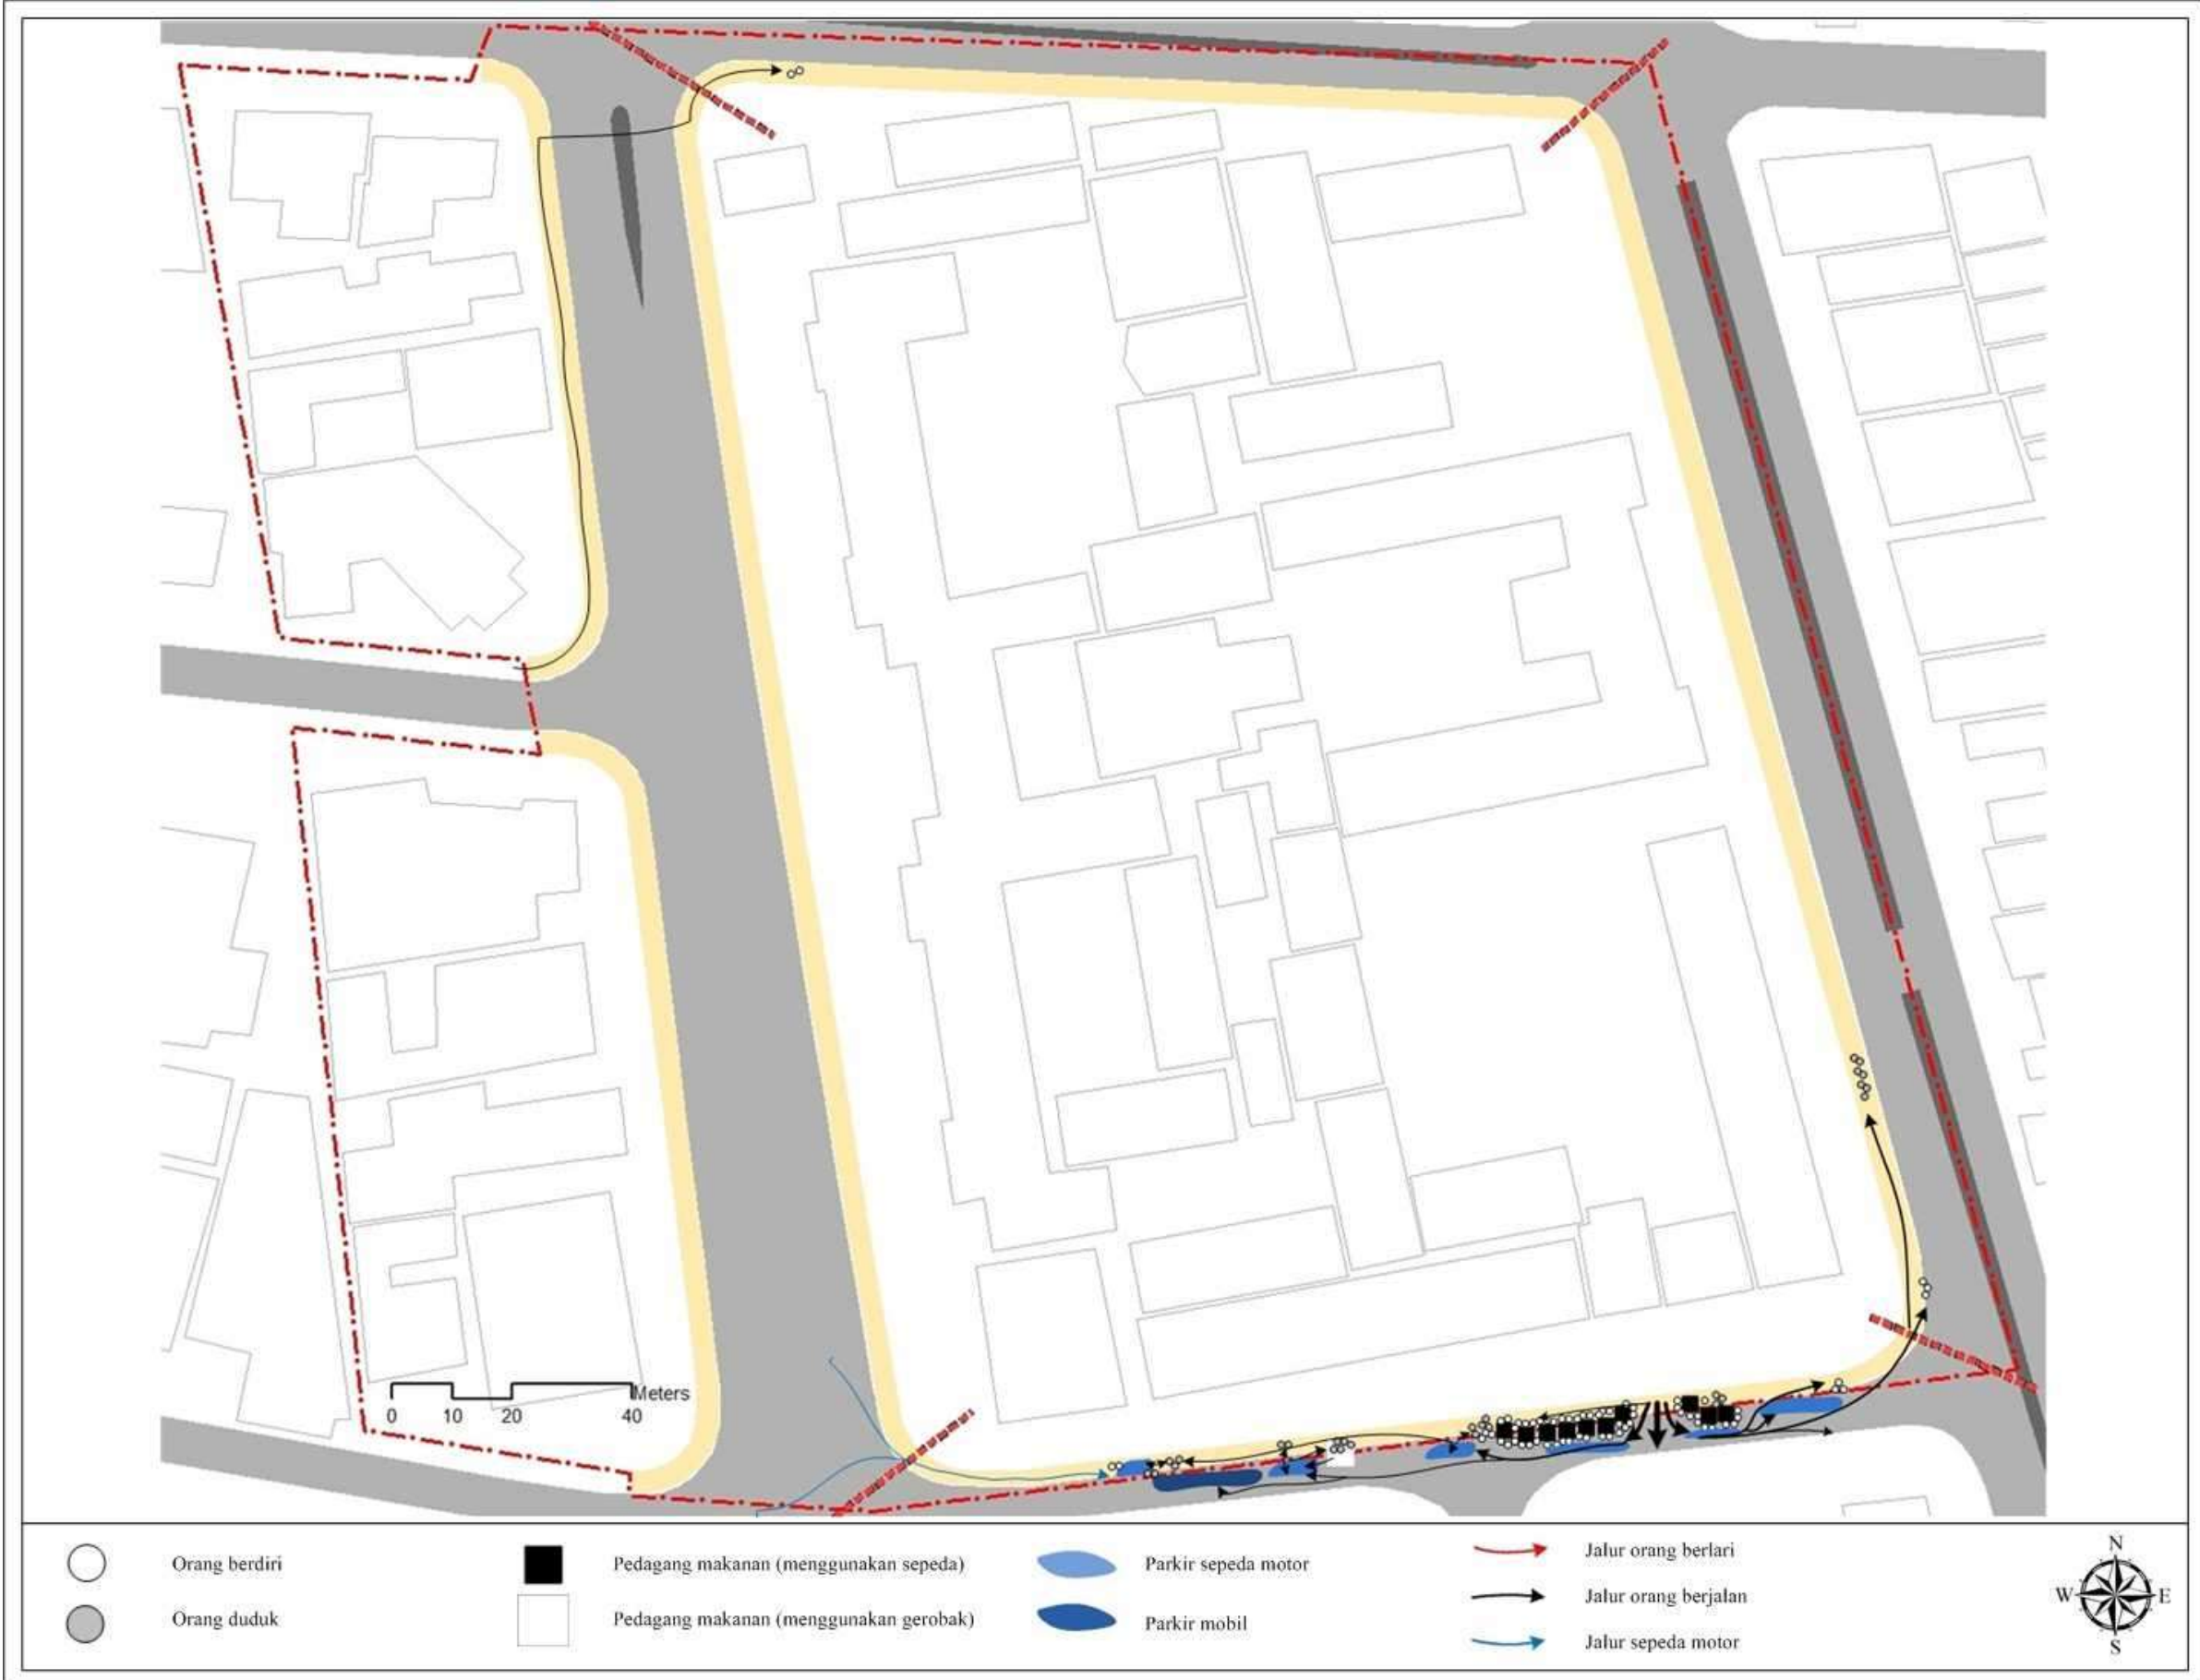 Meters
0 10 20 40
Orang berdiri
Orang duduk
Pedagang makanan (menggunakan sepeda)
Pedagang makanan (menggunakan gerobak)
Parkir sepeda motor
Parkir mobil
Jalur orang berlari
Jalur orang berjalan
Jalur sepeda motor
N
W E
S